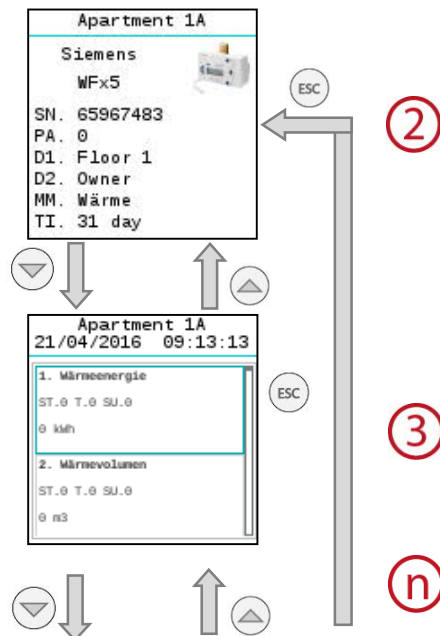 Apartment 1A
Siemens
WFx5
SN. 65967483
PA. 0
D1. Floor 1
D2. Owner
MM. Wärme
TI. 31 day
ESC
2
Apartment 1A
21/04/2016 09:13:13
1. Wärmeenergie
ST.0 T.0 SU.0
0 kWh
2. Wärmevolumen
ST.0 T.0 SU.0
0 m3
ESC
3
n